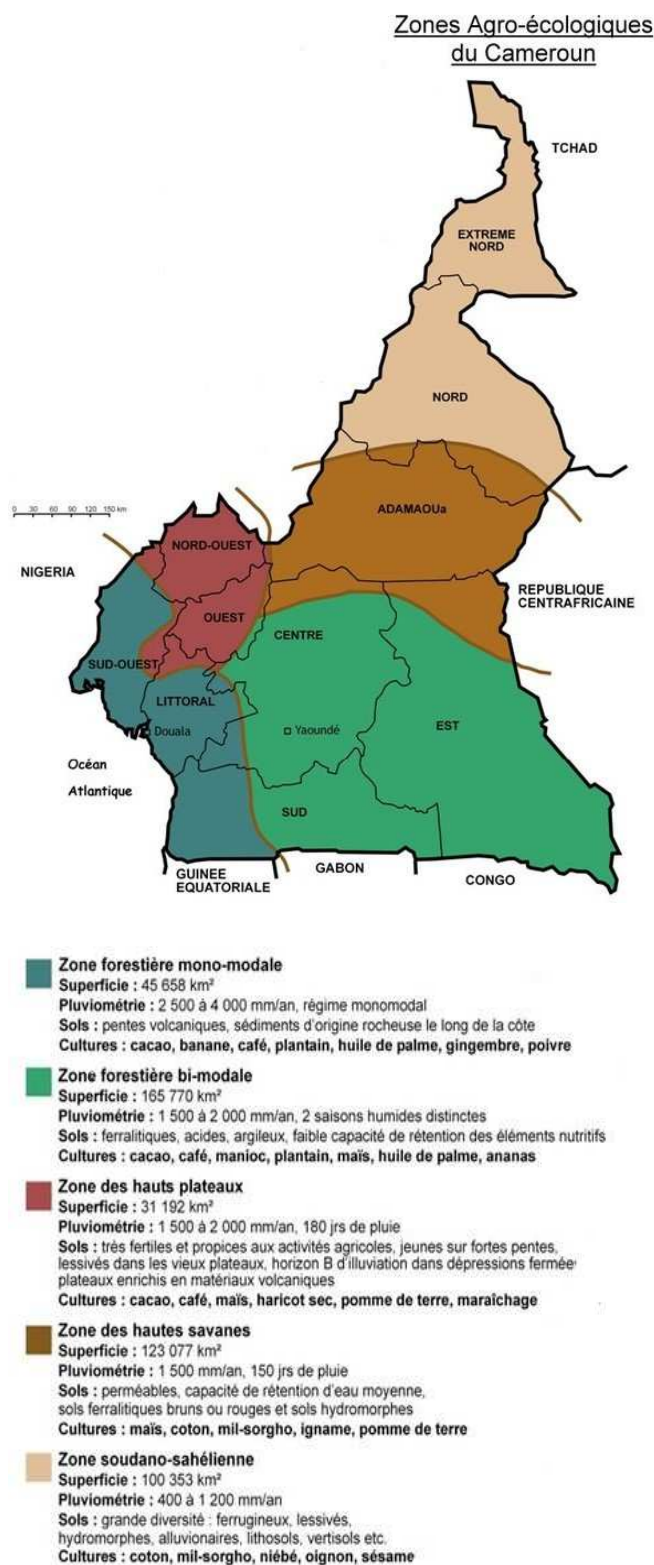 Zones Agro-écologiques
du Cameroun
TCHAD
EXTREME
NORD
NORD
ADAMAOUa
0 30 60 90 120 150 km
NORD-OUEST
NIGERIA
REPUBLIQUE
CENTRAFRICAINE
OUEST
CENTRE
SUD-OUEST
LITTORAL
EST
Douala
Yaoundé
Océan
Atlantique
SUD
GUINEE
EQUATORIALE
GABON
CONGO
Zone forestière mono-modale
Superficie : 45 658 km²
Pluviométrie : 2 500 à 4 000 mm/an, régime monomodal
Sols : pentes volcaniques, sédiments d'origine rocheuse le long de la côte
Cultures : cacao, banane, café, plantain, huile de palme, gingembre, poivre
Zone forestière bi-modale
Superficie : 165 770 km²
Pluviométrie : 1 500 à 2 000 mm/an, 2 saisons humides distinctes
Sols : ferralitiques, acides, argileux, faible capacité de rétention des éléments nutritifs
Cultures : cacao, café, manioc, plantain, maïs, huile de palme, ananas
Zone des hauts plateaux
Superficie : 31 192 km²
Pluviométrie : 1 500 à 2 000 mm/an, 180 jrs de pluie
Sols : très fertiles et propices aux activités agricoles, jeunes sur fortes pentes,
lessivés dans les vieux plateaux, horizon B d'illuviation dans dépressions fermée
plateaux enrichis en matériaux volcaniques
Cultures : cacao, café, maïs, haricot sec, pomme de terre, maraîchage
Zone des hautes savanes
Superficie : 123 077 km²
Pluviométrie : 1 500 mm/an, 150 jrs de pluie
Sols : perméables, capacité de rétention d'eau moyenne,
sols ferralitiques bruns ou rouges et sols hydromorphes
Cultures : maïs, coton, mil-sorgho, igname, pomme de terre
Zone soudano-sahélienne
Superficie : 100 353 km²
Pluviométrie : 400 à 1 200 mm/an
Sols : grande diversité : ferrugineux, lessivés,
hydromorphes, alluvionaires, lithosols, vertisols etc.
Cultures : coton, mil-sorgho, niébé, oignon, sésame